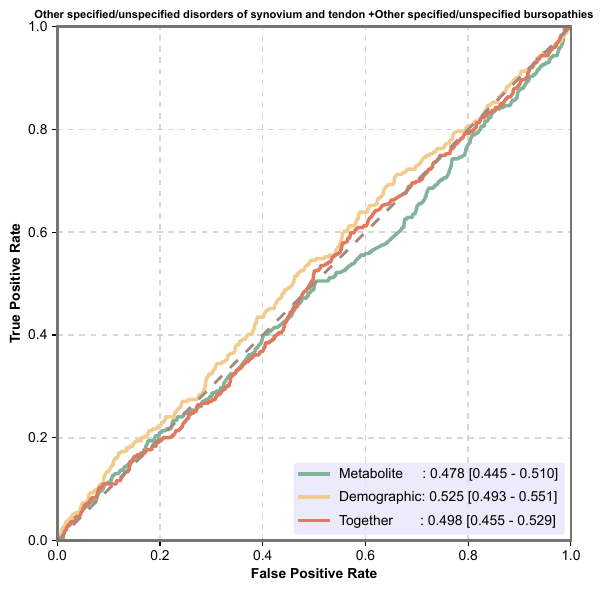 Other specified/unspecified disorders of synovium and tendon +Other specified/unspecified bursopathies
1.0
0.8
0.6
0.4
0.2
0.0
True Positive Rate
Metabolite : 0.478 [0.445 - 0.510]
Demographic: 0.525 [0.493 - 0.551]
Together : 0.498 [0.455 - 0.529]
0.0 0.2 0.4 0.6 0.8 1.0
False Positive Rate